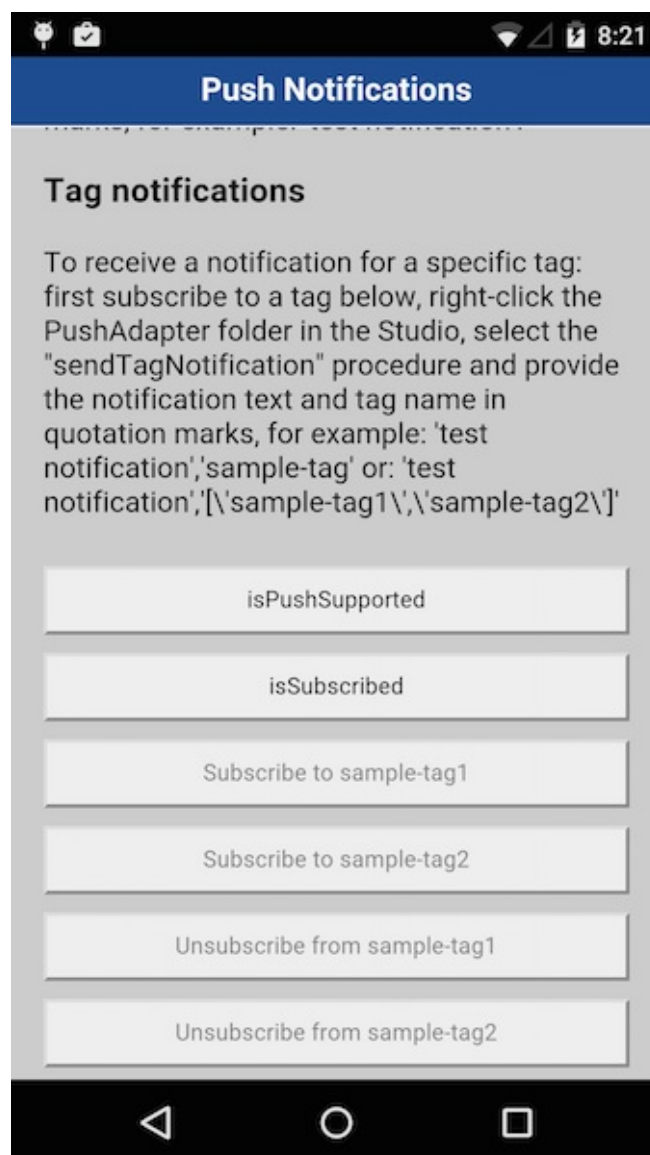 8:21
Push Notifications
Tag notifications
To receive a notification for a specific tag:
first subscribe to a tag below, right-click the
PushAdapter folder in the Studio, select the
"sendTagNotification" procedure and provide
the notification text and tag name in
quotation marks, for example: 'test
notification','sample-tag' or: 'test
notification','[\'sample-tag1\',\'sample-tag2\']'
isPushSupported
isSubscribed
Subscribe to sample-tag1
Subscribe to sample-tag2
Unsubscribe from sample-tag1
Unsubscribe from sample-tag2